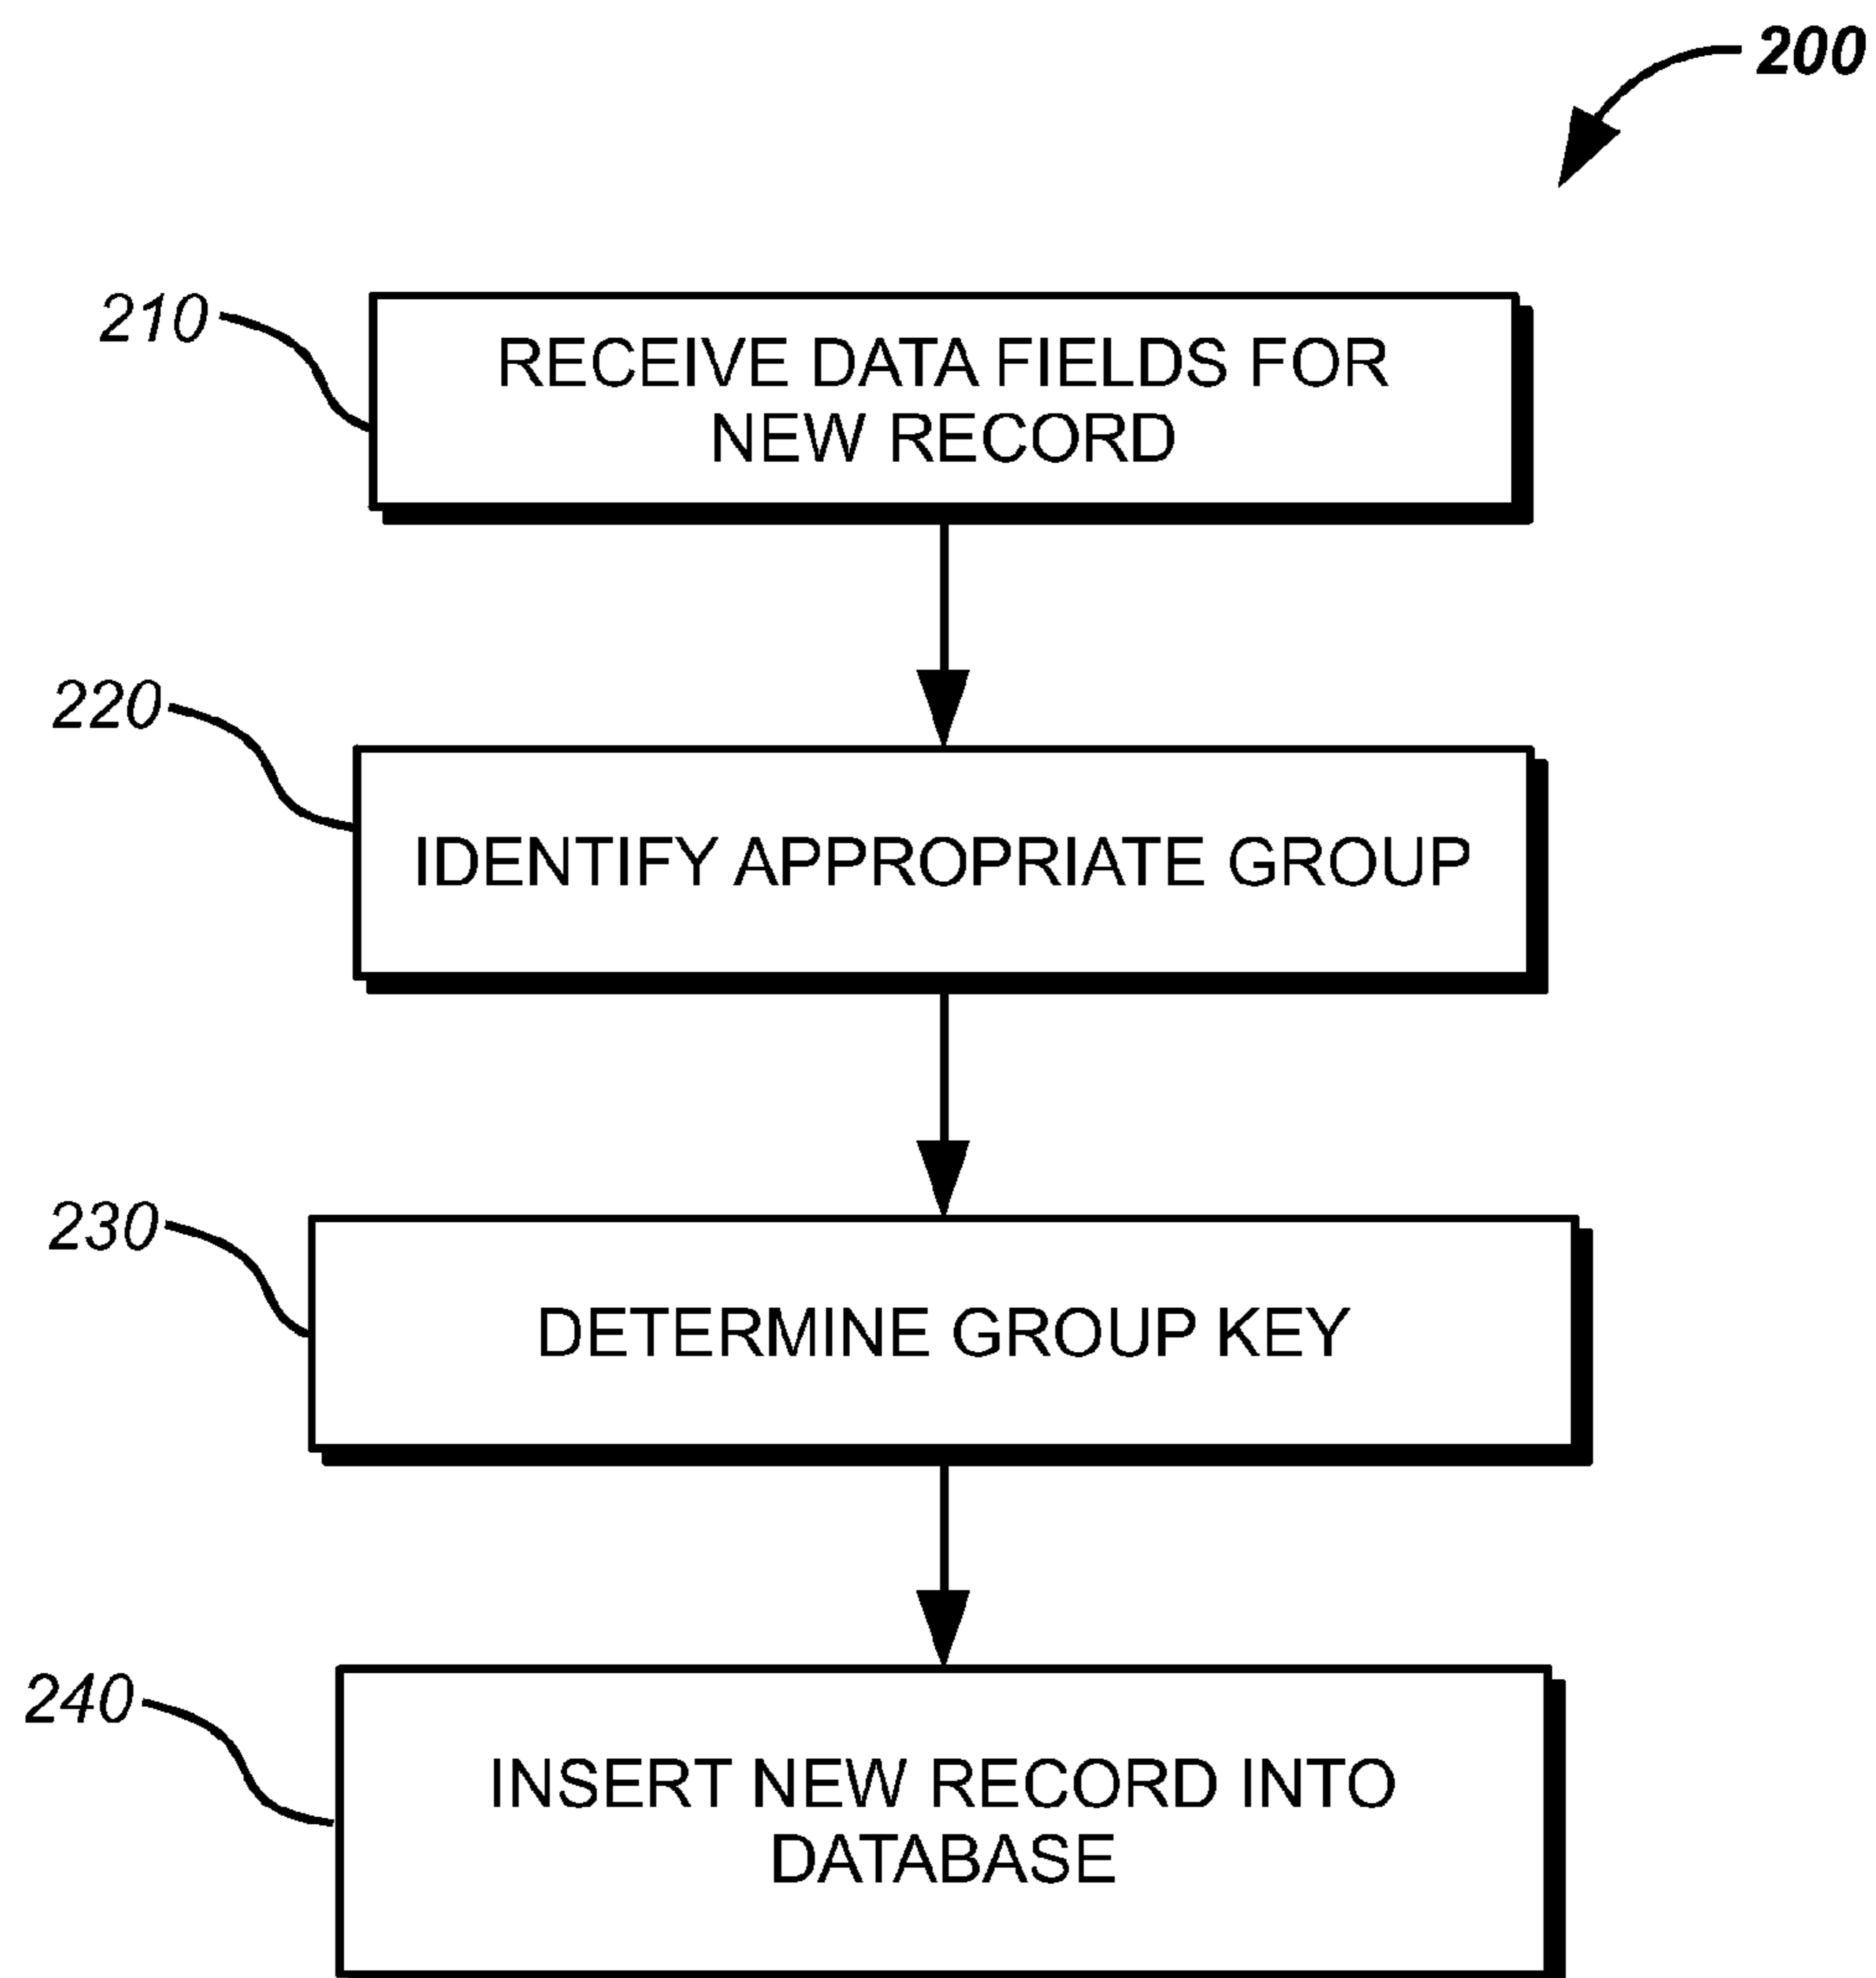 200
210
RECEIVE DATA FIELDS FOR
NEW RECORD
220
IDENTIFY APPROPRIATE GROUP
230
DETERMINE GROUP KEY
240
INSERT NEW RECORD INTO
DATABASE